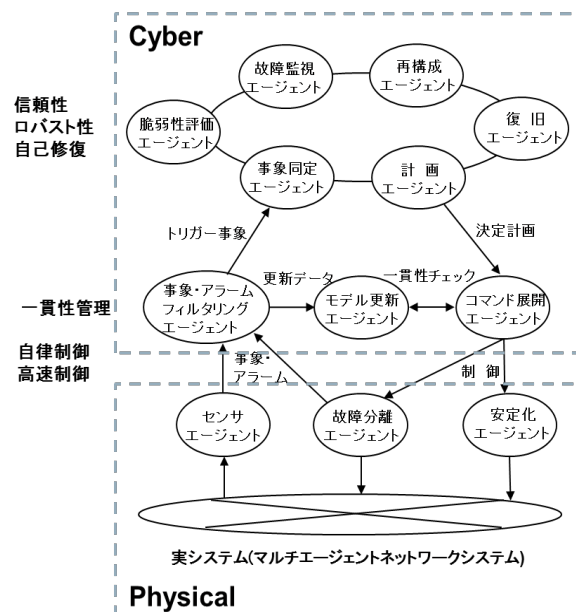 Cyber
故障監視
エージェント
再構成
エージェント
信頼性
ロバスト性
自己修復
脆弱性評価
エージェント
復 旧
エージェント
事象同定
エージェント
計 画
エージェント
トリガー事象
決定計画
一貫性管理
事象・アラーム
フィルタリング
エージェント
更新データ
モデル更新
エージェント
一貫性チェック
コマンド展開
エージェント
自律制御
高速制御
事象・
アラーム
制 御
センサ
エージェント
故障分離
エージェント
安定化
エージェント
実システム(マルチエージェントネットワークシステム)
Physical